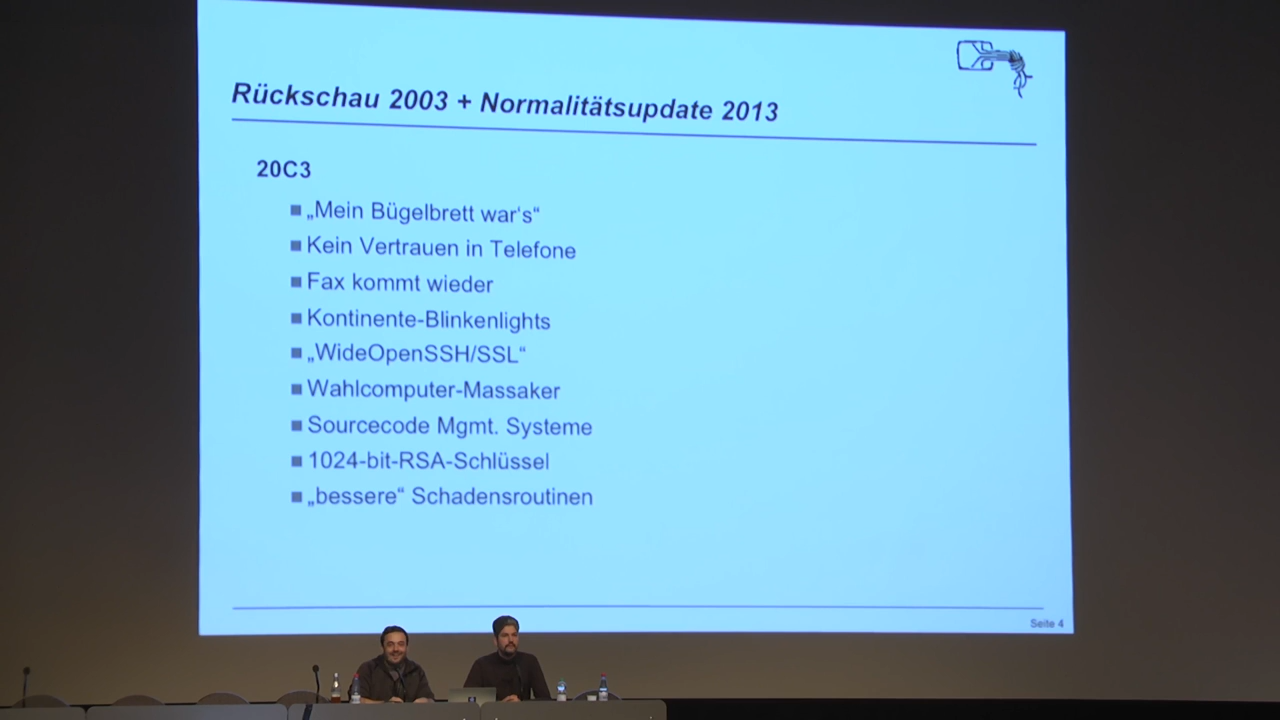 Rückschau 2003 + Normalitätsupdate 2013
20C3
„Mein Bügelbrett war‘s“
Kein Vertrauen in Telefone
Fax kommt wieder
Kontinente-Blinkenlights
„WideOpenSSH/SSL“
Wahlcomputer-Massaker
Sourcecode Mgmt. Systeme
1024-bit-RSA-Schlüssel
„bessere“ Schadensroutinen
Seite 4